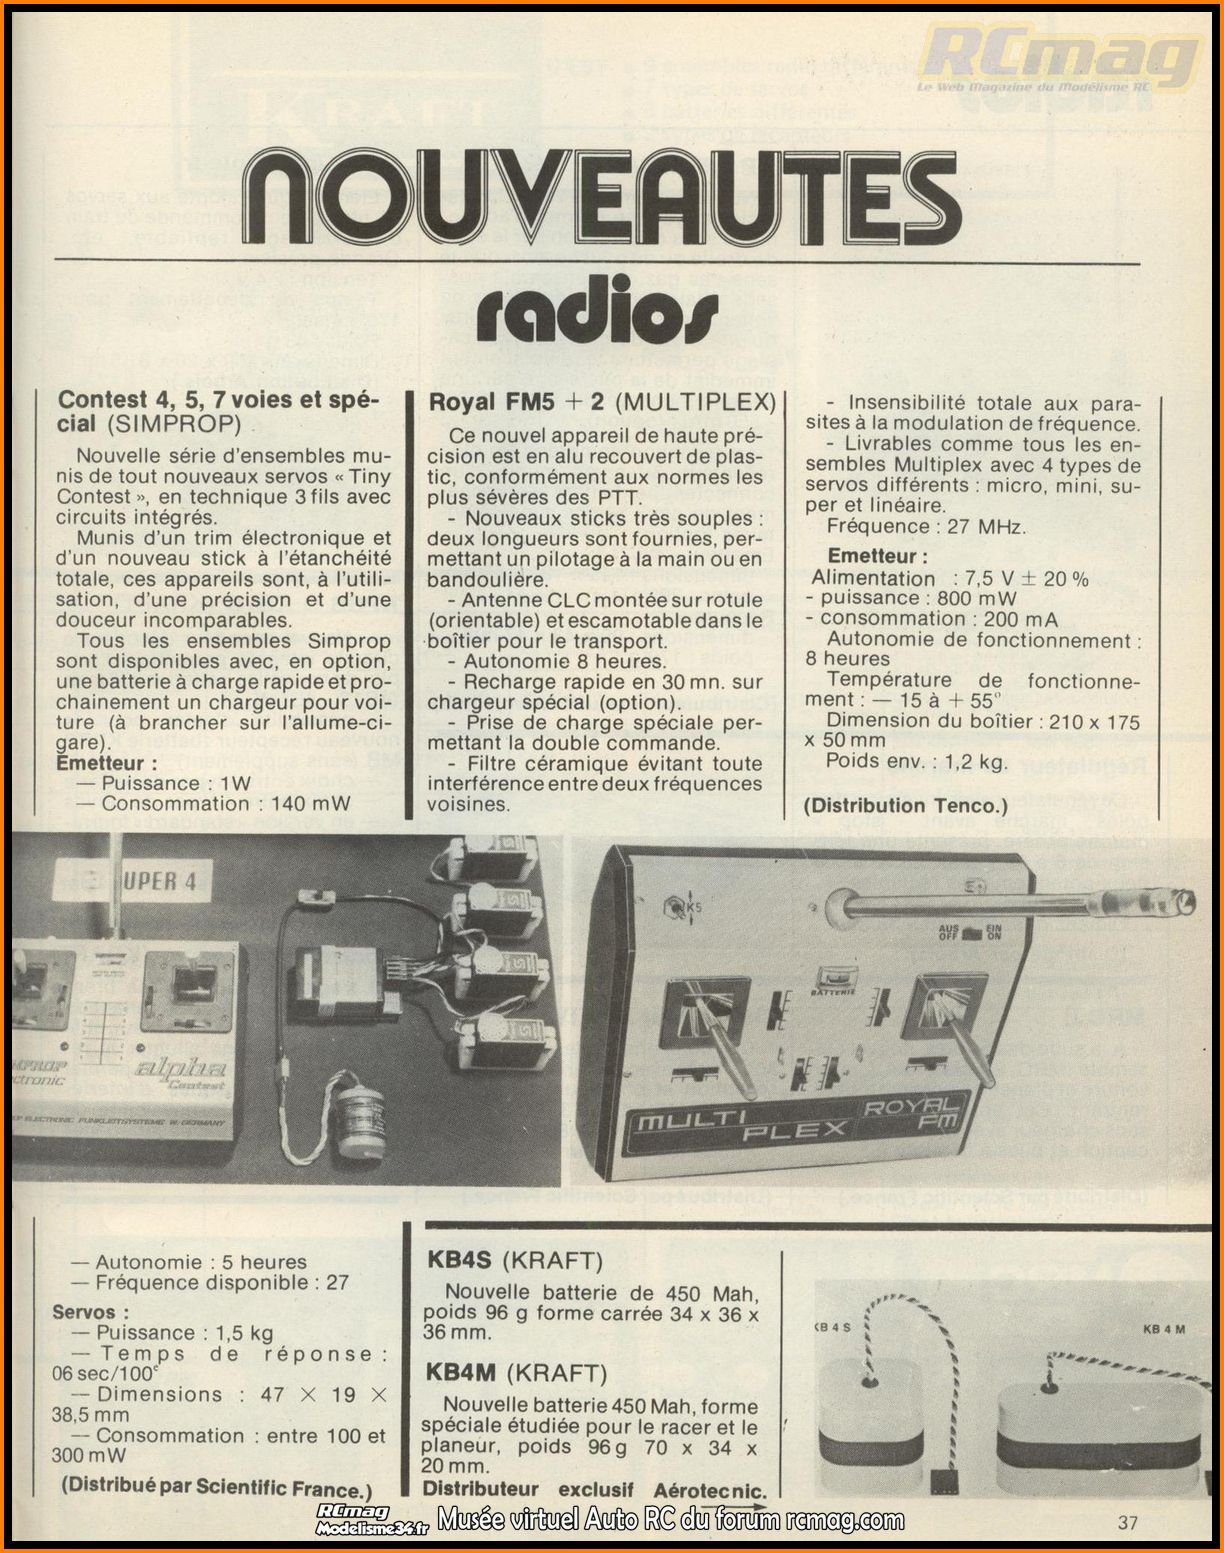 RCmag
Le Web Magazine du Modélisme RC
NOUVEAUTES
radios
Contest 4, 5, 7 voies et spé-
cial (SIMPROP)
Nouvelle série d'ensembles mu-
nis de tout nouveaux servos « Tiny
Contest », en technique 3 fils avec
circuits intégrés.
Munis d'un trim électronique et
d'un nouveau stick à l'étanchéité
totale, ces appareils sont, à l'utili-
sation, d'une précision et d'une
douceur incomparables.
Tous les ensembles Simprop
sont disponibles avec, en option,
une batterie à charge rapide et pro-
chainement un chargeur pour voi-
ture (à brancher sur l'allume-ci-
gare).
Emetteur :
— Puissance : 1W
— Consommation : 140 mW
Royal FM5 + 2 (MULTIPLEX)
Ce nouvel appareil de haute pré-
cision est en alu recouvert de plas-
tic, conformément aux normes les
plus sévères des PTT.
- Nouveaux sticks très souples :
deux longueurs sont fournies, per-
mettant un pilotage à la main ou en
bandoulière.
- Antenne CLC montée sur rotule
(orientable) et escamotable dans le
boîtier pour le transport.
- Autonomie 8 heures.
- Recharge rapide en 30 mn. sur
chargeur spécial (option).
- Prise de charge spéciale per-
mettant la double commande.
- Filtre céramique évitant toute
interférence entre deux fréquences
voisines.
- Insensibilité totale aux para-
sites à la modulation de fréquence.
- Livrables comme tous les en-
sembles Multiplex avec 4 types de
servos différents : micro, mini, su-
per et linéaire.
Fréquence : 27 MHz.
Emetteur :
Alimentation : 7,5 V ± 20 %
- puissance : 800 mW
- consommation : 200 mA
Autonomie de fonctionnement :
8 heures
Température de fonctionne-
ment : — 15 à + 55°
Dimension du boîtier : 210 x 175
x 50 mm
Poids env. : 1,2 kg.
(Distribution Tenco.)
UPER 4
alpha
Contest
ELECTRONIC FUNKLEITSYSTEME W. GERMANY
K5
AUS EIN
OFF ON
BATTERIE
MULTI
PLEX
ROYAL
FM
— Autonomie : 5 heures
— Fréquence disponible : 27
Servos :
— Puissance : 1,5 kg
— Temps de réponse :
06 sec/100e
— Dimensions : 47 × 19 ×
38,5 mm
— Consommation : entre 100 et
300 mW
(Distribué par Scientific France.)
KB4S (KRAFT)
Nouvelle batterie de 450 Mah,
poids 96 g forme carrée 34 x 36 x
36 mm.
KB4M (KRAFT)
Nouvelle batterie 450 Mah, forme
spéciale étudiée pour le racer et le
planeur, poids 96 g 70 x 34 x
20 mm.
Distributeur exclusif Aérotecnic.
KB 4 S
KB 4 M
RCmag
Modelisme34.fr
Musée virtuel Auto RC du forum rcmag.com
37